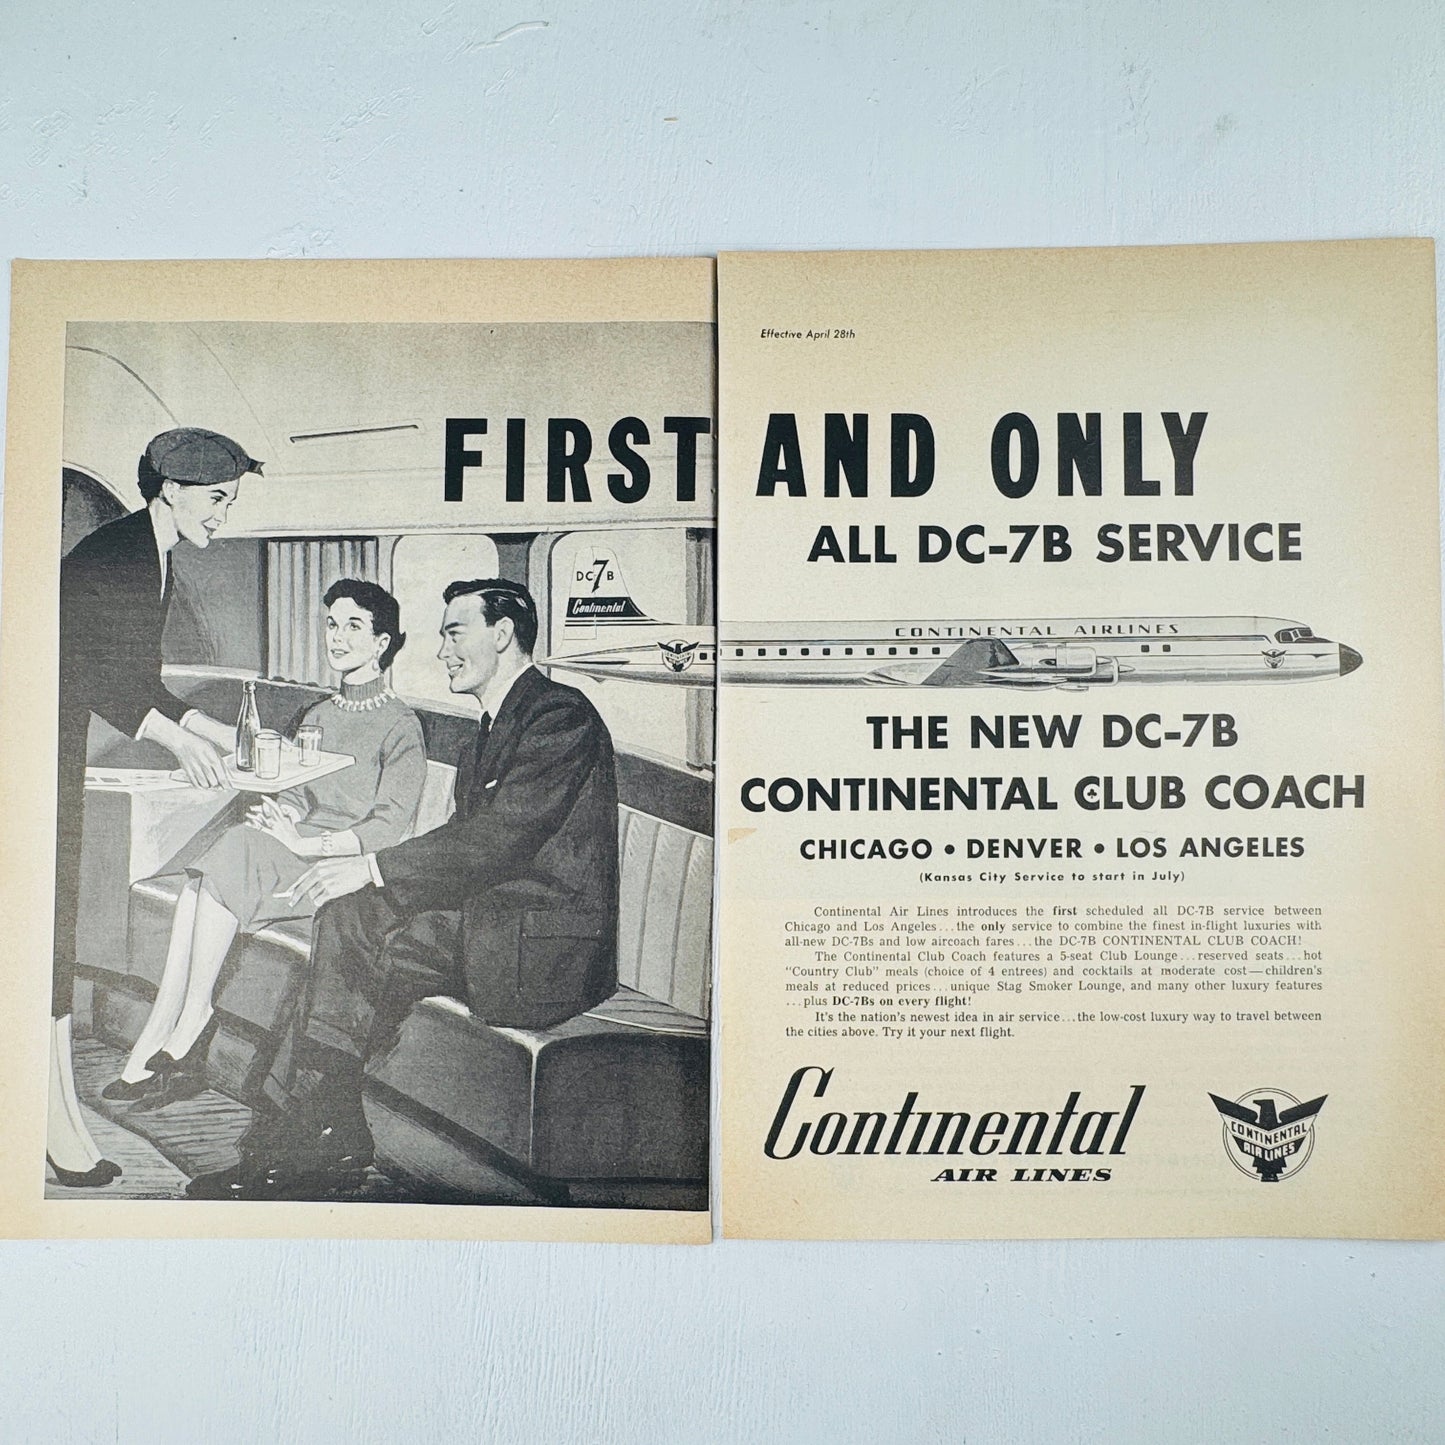 Effective April 28th
FIRST AND ONLY
ALL DC-7B SERVICE
DC-7B
Continental
CONTINENTAL AIRLINES
THE NEW DC-7B
CONTINENTAL CLUB COACH
CHICAGO • DENVER • LOS ANGELES
(Kansas City Service to start in July)
Continental Air Lines introduces the first scheduled all DC-7B service between
Chicago and Los Angeles...the only service to combine the finest in-flight luxuries with
all-new DC-7Bs and low aircoach fares...the DC-7B CONTINENTAL CLUB COACH!
The Continental Club Coach features a 5-seat Club Lounge...reserved seats...hot
"Country Club" meals (choice of 4 entrees) and cocktails at moderate cost—children's
meals at reduced prices...unique Stag Smoker Lounge, and many other luxury features
...plus DC-7Bs on every flight!
It's the nation's newest idea in air service...the low-cost luxury way to travel between
the cities above. Try it your next flight.
Continental
AIR LINES
CONTINENTAL
AIR LINES